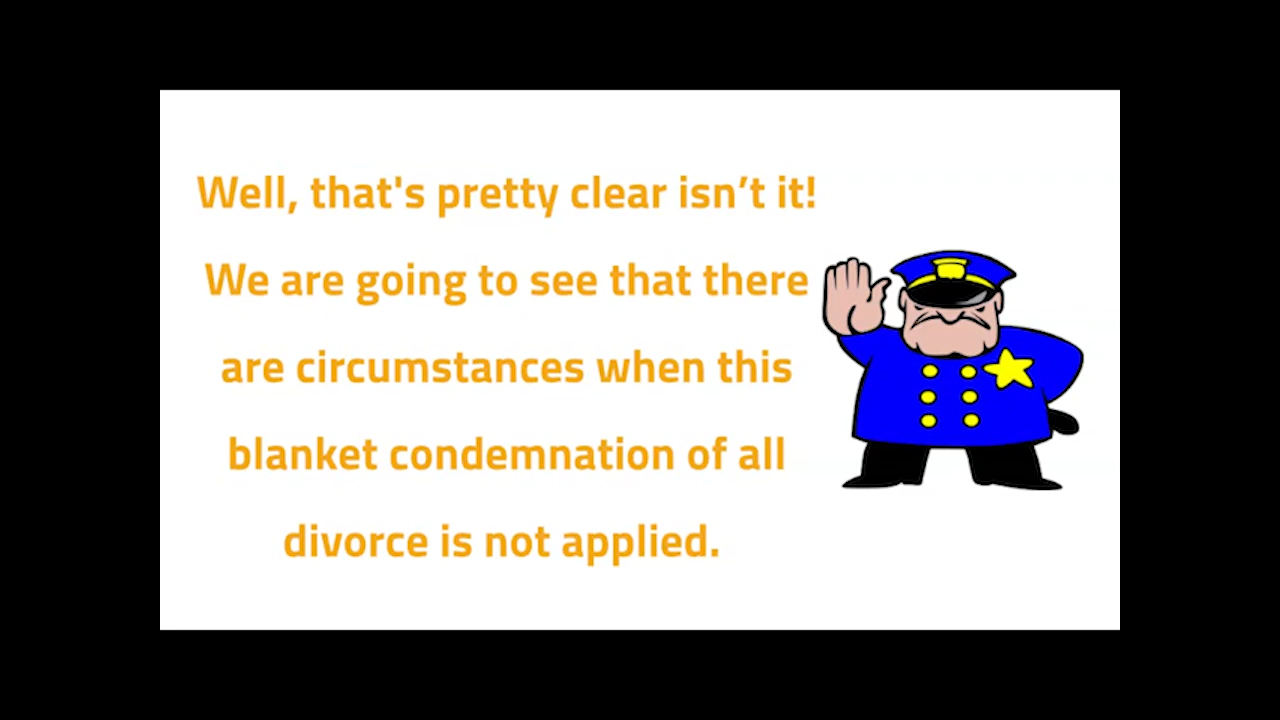 Well, that's pretty clear isn’t it!
We are going to see that there
are circumstances when this
blanket condemnation of all
divorce is not applied.